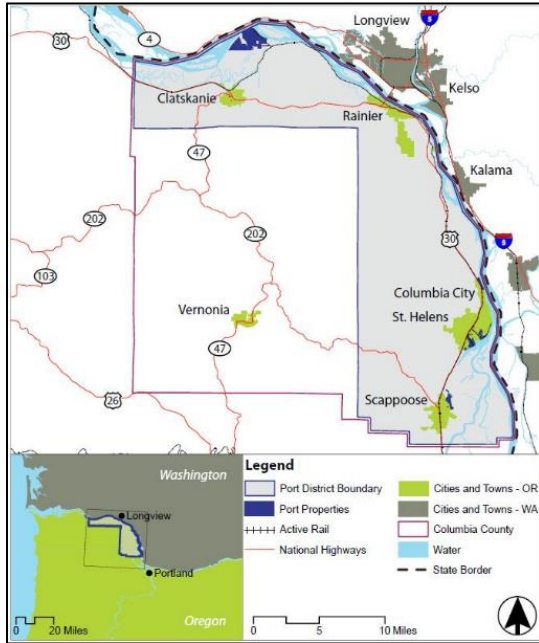 Longview
5
30
4
Kelso
Clatskanie
Rainier
47
Kalama
202
202
30
5
103
Columbia City
St. Helens
Vernonia
47
26
Scappoose
Washington
Longview
Portland
Oregon
0 20 Miles
Legend
Port District Boundary
Port Properties
Active Rail
National Highways
Cities and Towns - OR
Cities and Towns - WA
Columbia County
Water
State Border
0 5 10 Miles